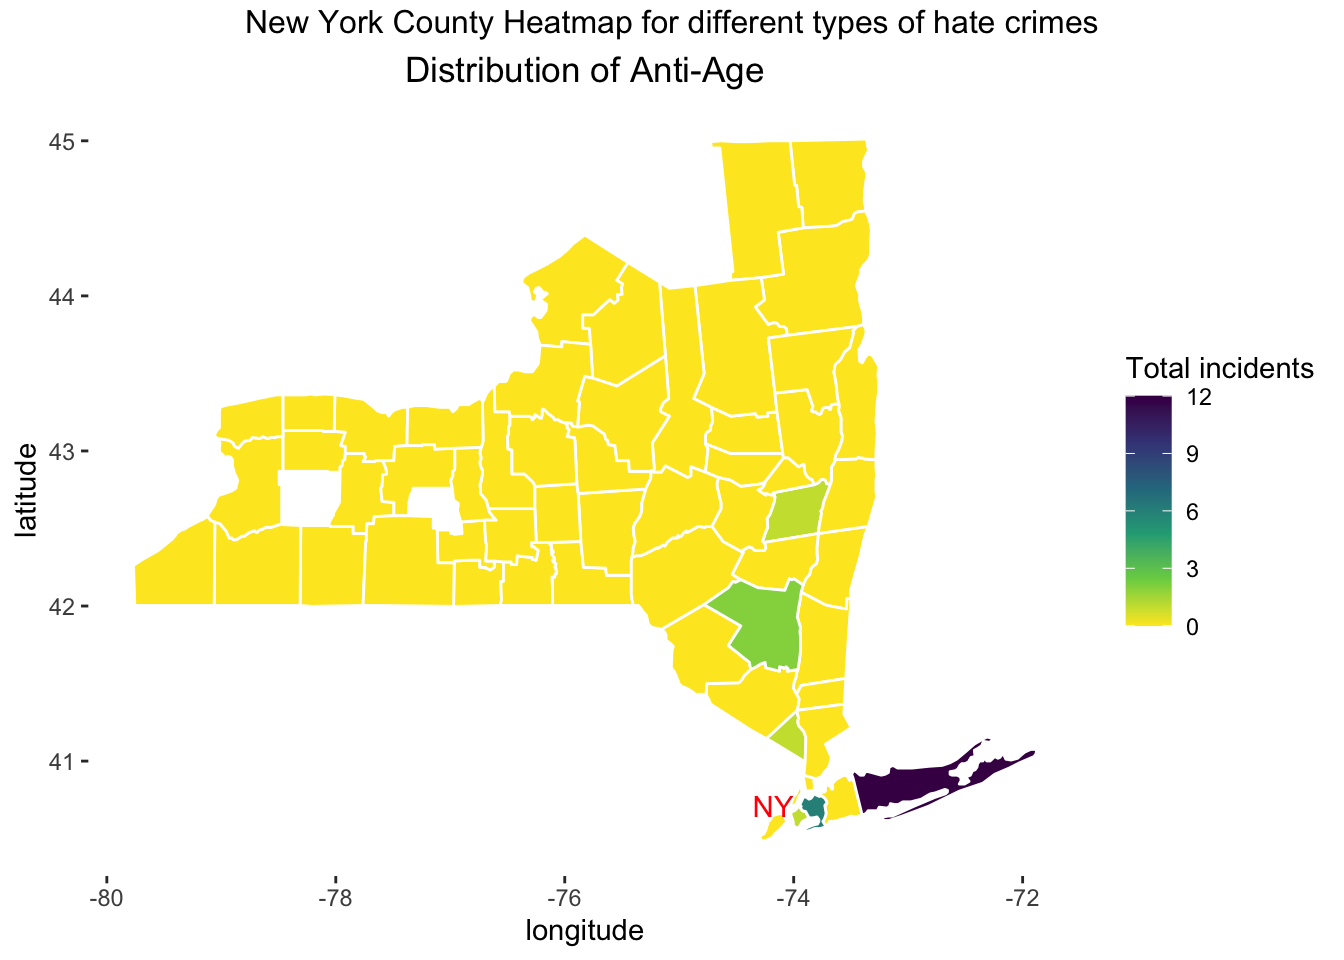 New York County Heatmap for different types of hate crimes
Distribution of Anti-Age
45
44
43
42
41
latitude
NY
-80
-78
-76
-74
-72
longitude
Total incidents
12
9
6
3
0